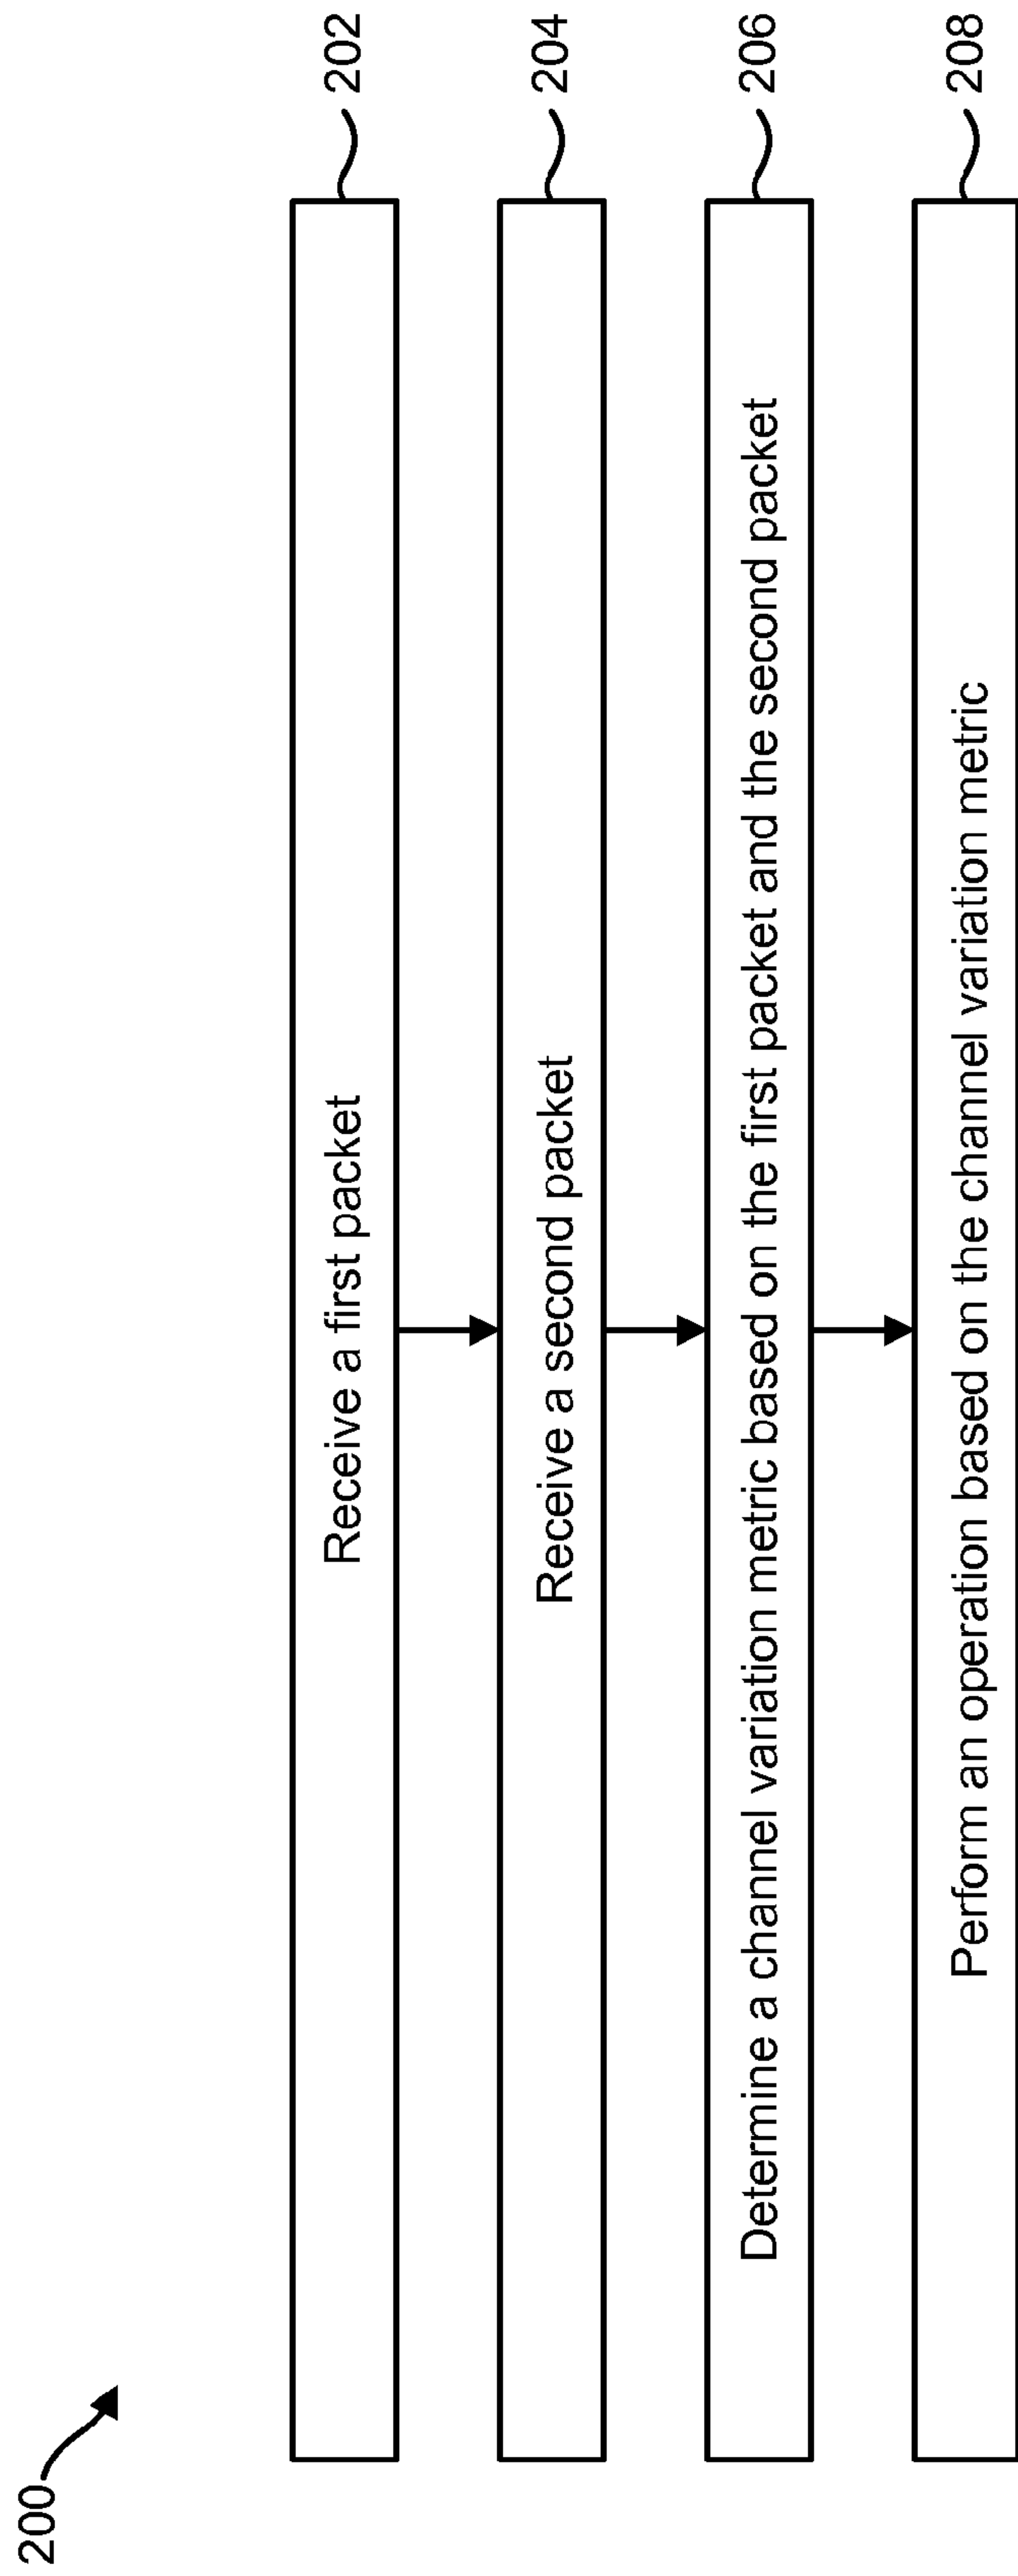 200
Receive a first packet
202
Receive a second packet
204
Determine a channel variation metric based on the first packet and the second packet
206
Perform an operation based on the channel variation metric
208